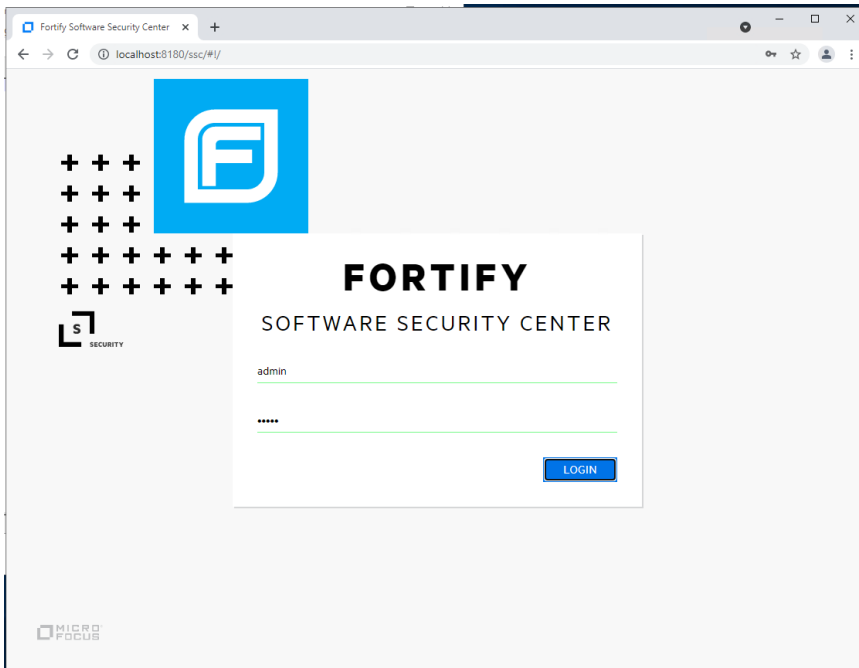 Fortify Software Security Center
localhost:8180/ssc/#!/
F
FORTIFY
SOFTWARE SECURITY CENTER
S
SECURITY
admin
•••••
LOGIN
MICRO
FOCUS